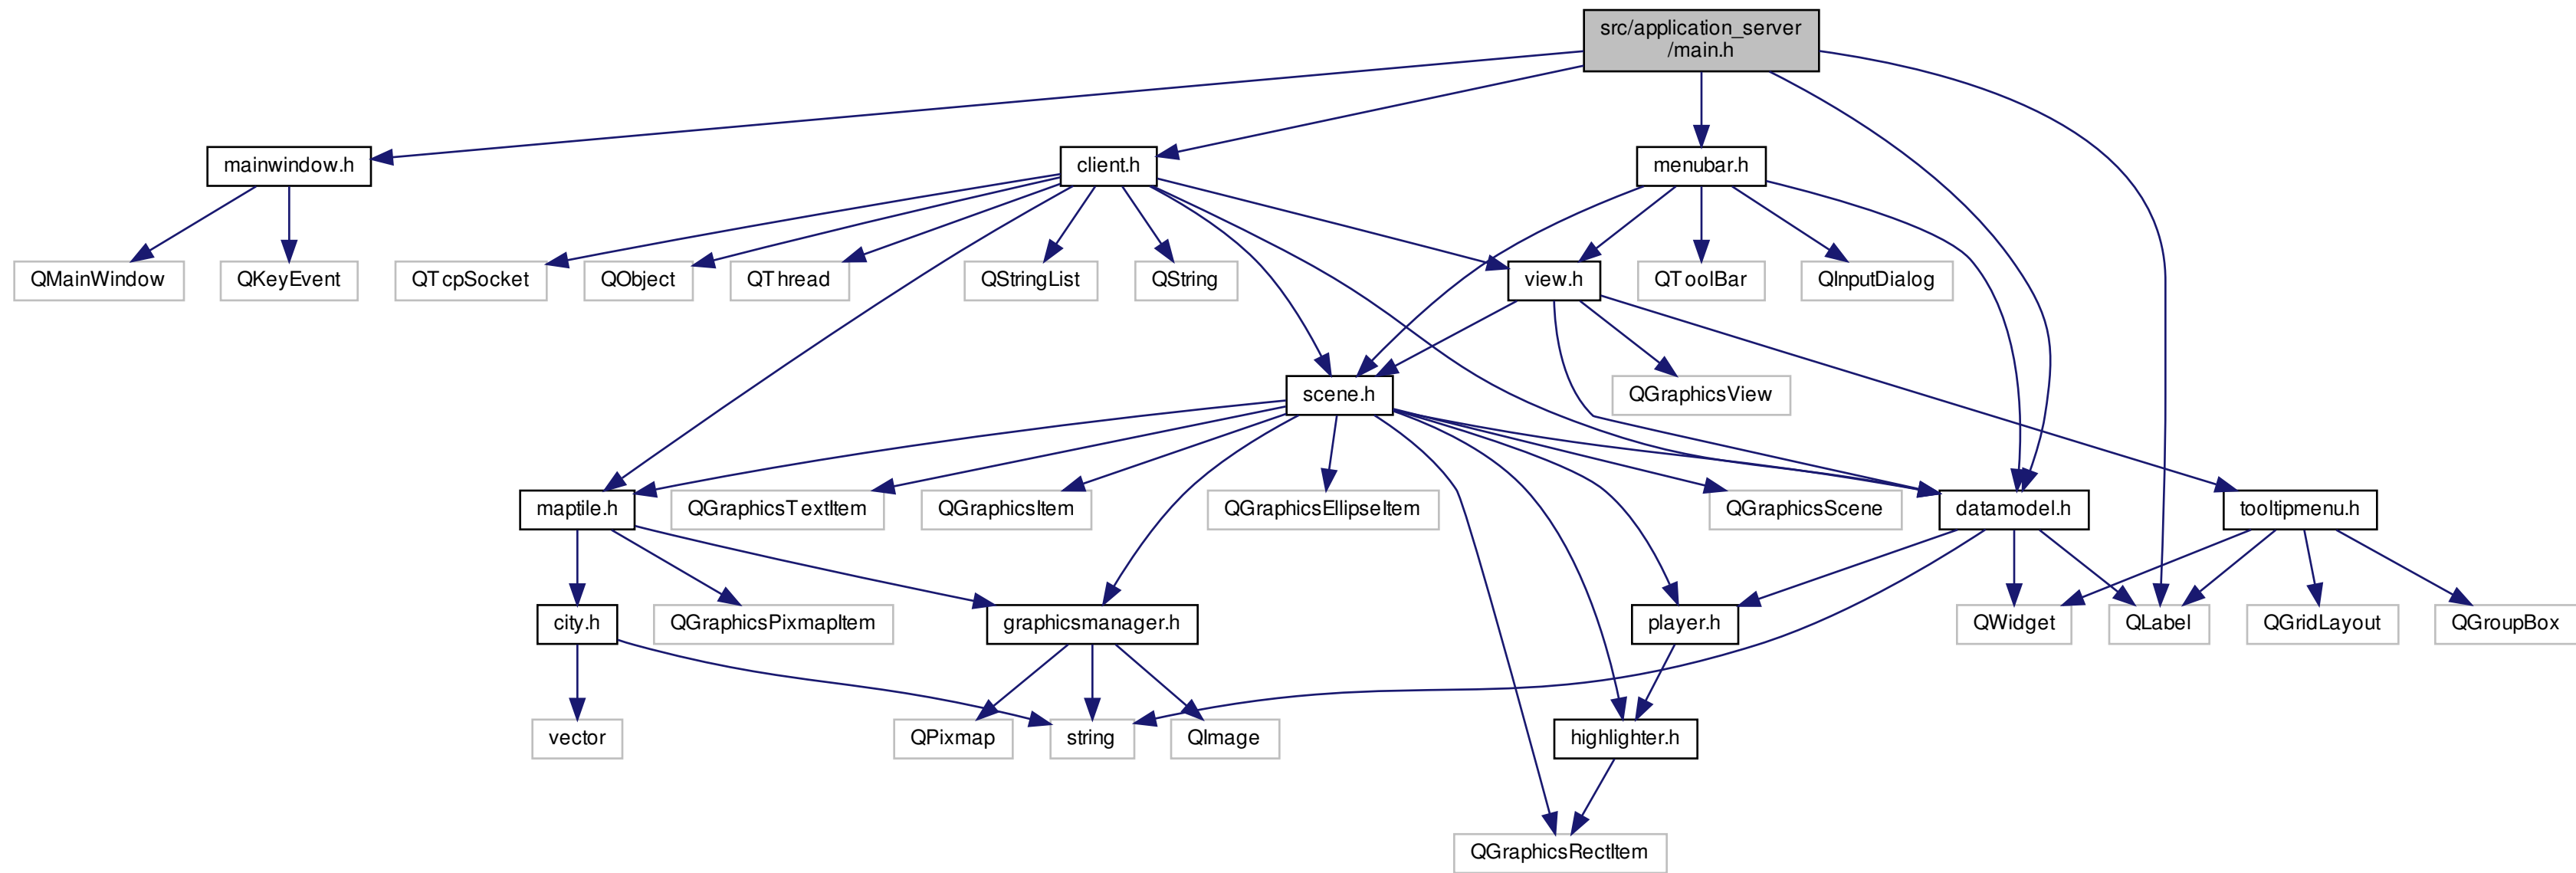 src/application_server
/main.h
mainwindow.h
client.h
menubar.h
QMainWindow
QKeyEvent
QTcpSocket
QObject
QThread
QStringList
QString
view.h
QToolBar
QInputDialog
scene.h
QGraphicsView
maptile.h
QGraphicsTextItem
QGraphicsItem
QGraphicsEllipseItem
QGraphicsScene
datamodel.h
tooltipmenu.h
city.h
QGraphicsPixmapItem
graphicsmanager.h
player.h
QWidget
QLabel
QGridLayout
QGroupBox
vector
QPixmap
string
QImage
highlighter.h
QGraphicsRectItem